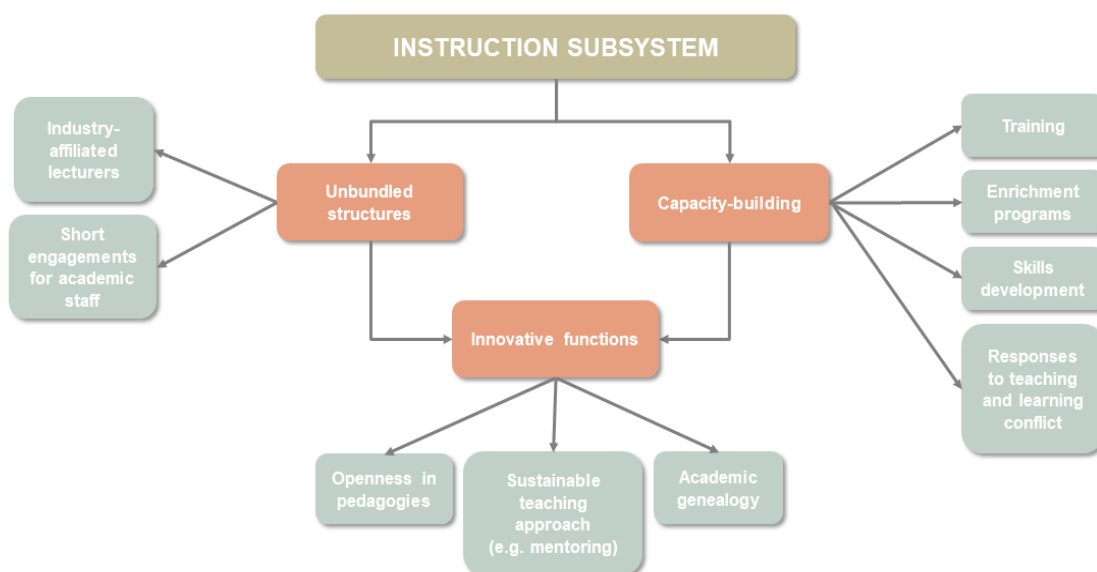 INSTRUCTION SUBSYSTEM
Industry-
affiliated
lecturers
Short
engagements
for academic
staff
Unbundled
structures
Capacity-building
Training
Enrichment
programs
Skills
development
Responses
to teaching
and learning
conflict
Innovative functions
Openness in
pedagogies
Sustainable
teaching
approach
(e.g. mentoring)
Academic
genealogy